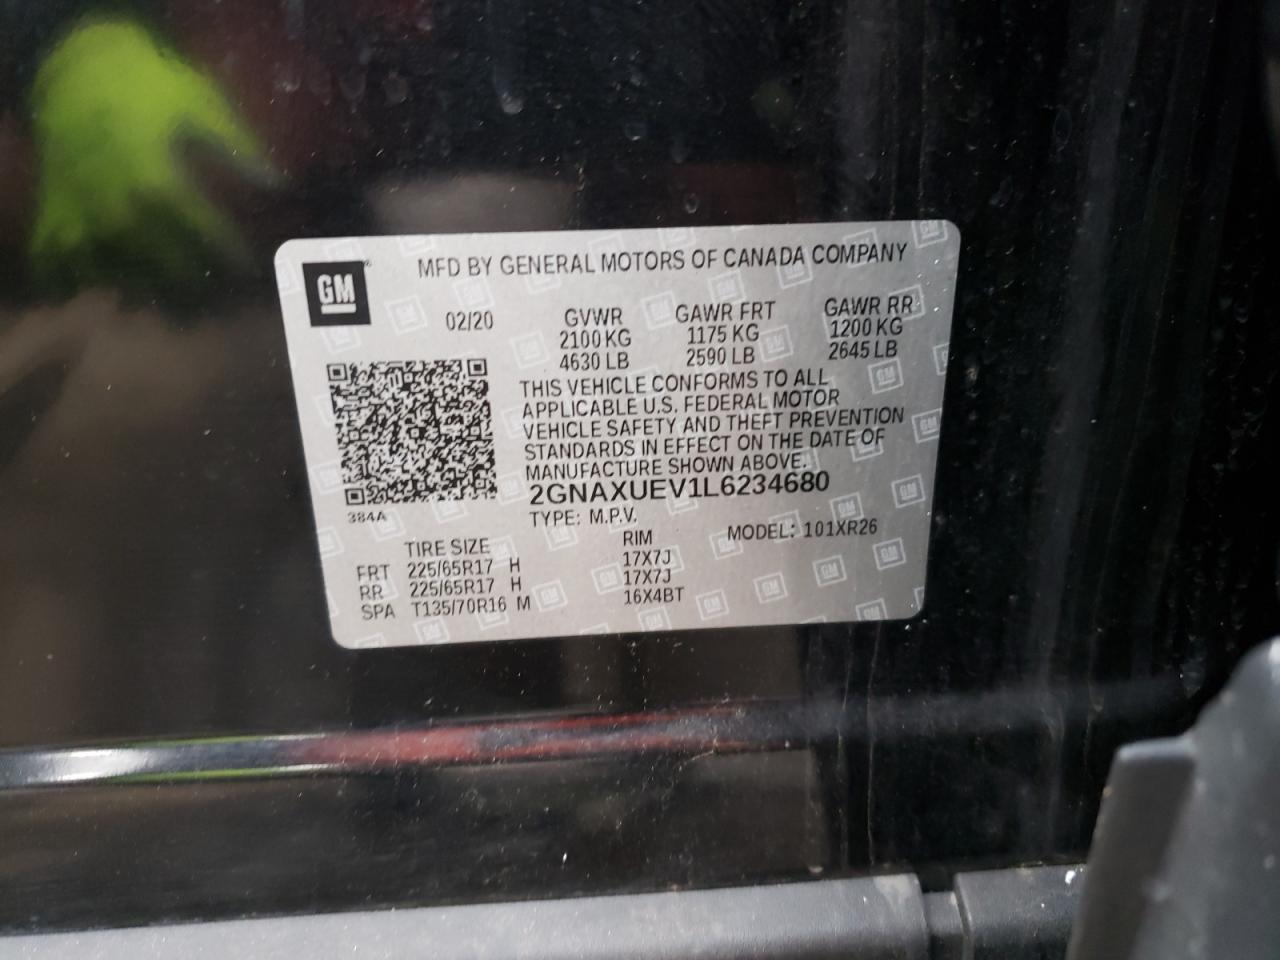 GM
MFD BY GENERAL MOTORS OF CANADA COMPANY
02/20
GVWR GAWR FRT GAWR RR
2100 KG 1175 KG 1200 KG
4630 LB 2590 LB 2645 LB
THIS VEHICLE CONFORMS TO ALL
APPLICABLE U.S. FEDERAL MOTOR
VEHICLE SAFETY AND THEFT PREVENTION
STANDARDS IN EFFECT ON THE DATE OF
MANUFACTURE SHOWN ABOVE.
2GNAXUEV1L6234680
384A
TYPE: M.P.V.
MODEL: 101XR26
TIRE SIZE RIM
FRT 225/65R17 H 17X7J
RR 225/65R17 H 17X7J
SPA T135/70R16 M 16X4BT